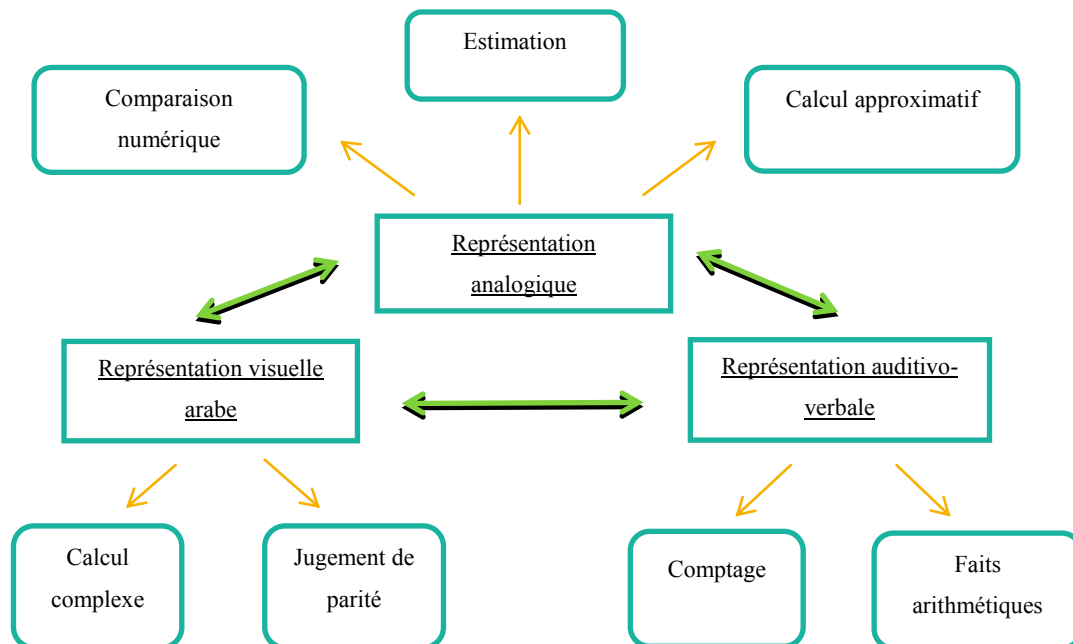 Estimation
Comparaison
numérique
Calcul approximatif
Représentation
analogique
Représentation visuelle
arabe
Représentation auditivo-
verbale
Calcul
complexe
Jugement de
parité
Comptage
Faits
arithmétiques